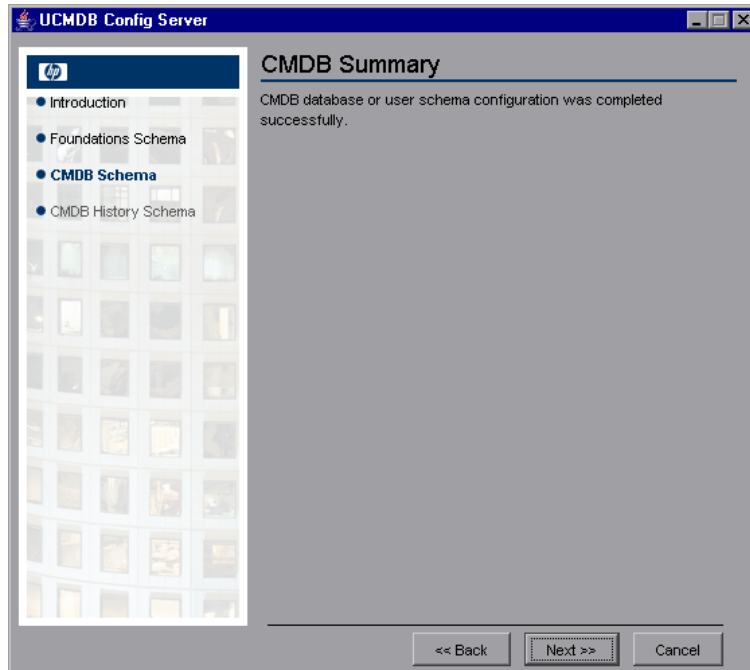 UCMDB Config Server
hp
Introduction
Foundations Schema
CMDB Schema
CMDB History Schema
CMDB Summary
CMDB database or user schema configuration was completed
successfully.
<< Back
Next >>
Cancel